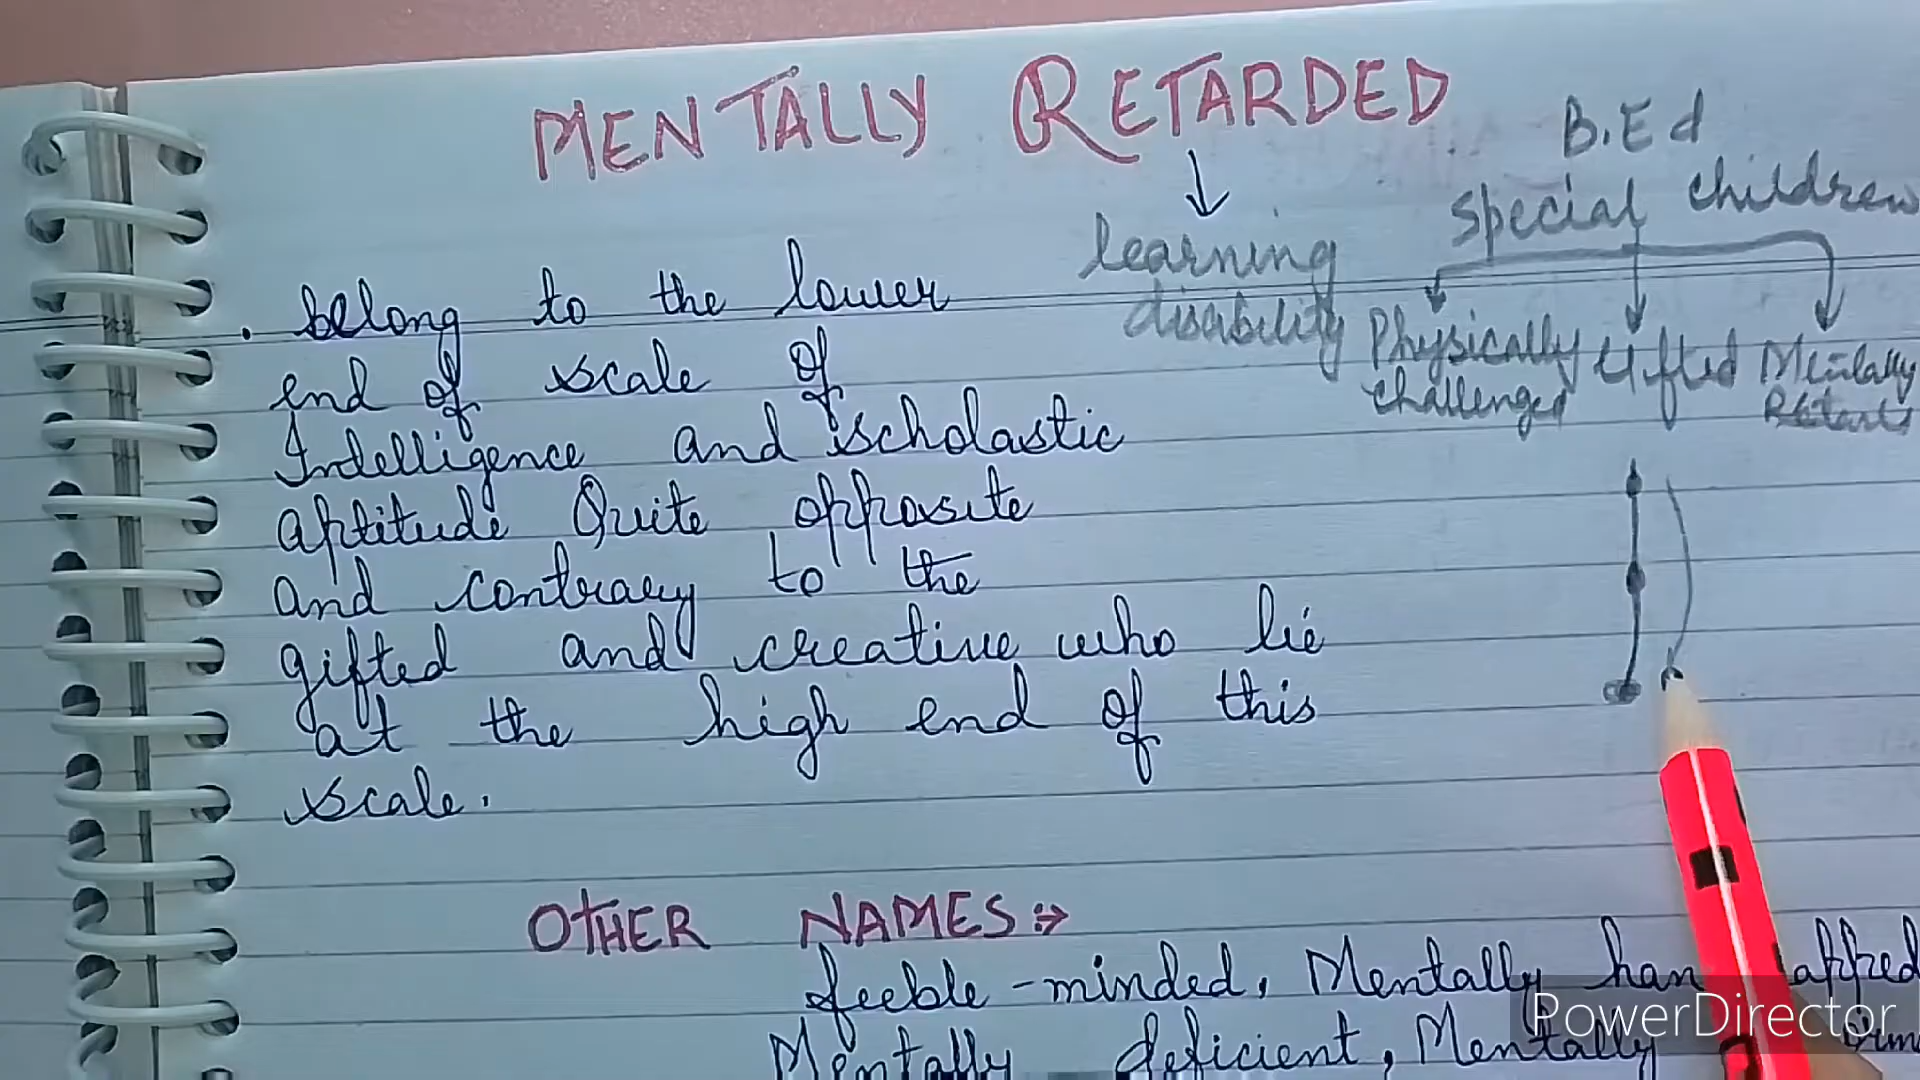 MENTALLY RETARDED
B.Ed
special children
learning
disability
Physically
challenged
Gifted
Mentally
. belong to the lower
end of scale of
Intelligence and scholastic
aptitude Quite opposite
and contrary to the
gifted and creative who lie
at the high end of this
scale.
OTHER NAMES :→
feeble-minded, Mentally
Mentally deficient, Mentally
PowerDirector